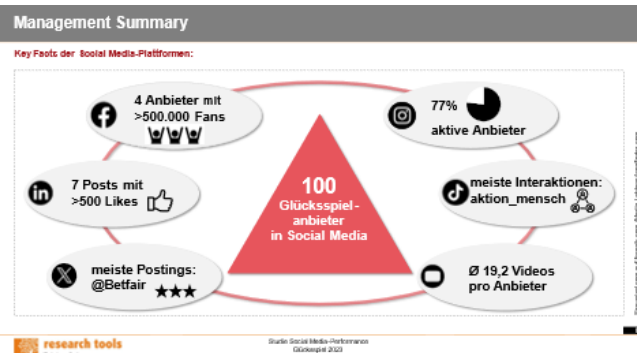 Management Summary
Key Facts der Social Media-Plattformen:
4 Anbieter mit
>500.000 Fans
77%
aktive Anbieter
7 Posts mit
>500 Likes
100
Glücksspiel-
anbieter
in Social Media
meiste Interaktionen:
aktion_mensch
meiste Postings:
@Betfair
Ø 19,2 Videos
pro Anbieter
research tools
Studie Social Media-Performance
Glücksspiel 2023